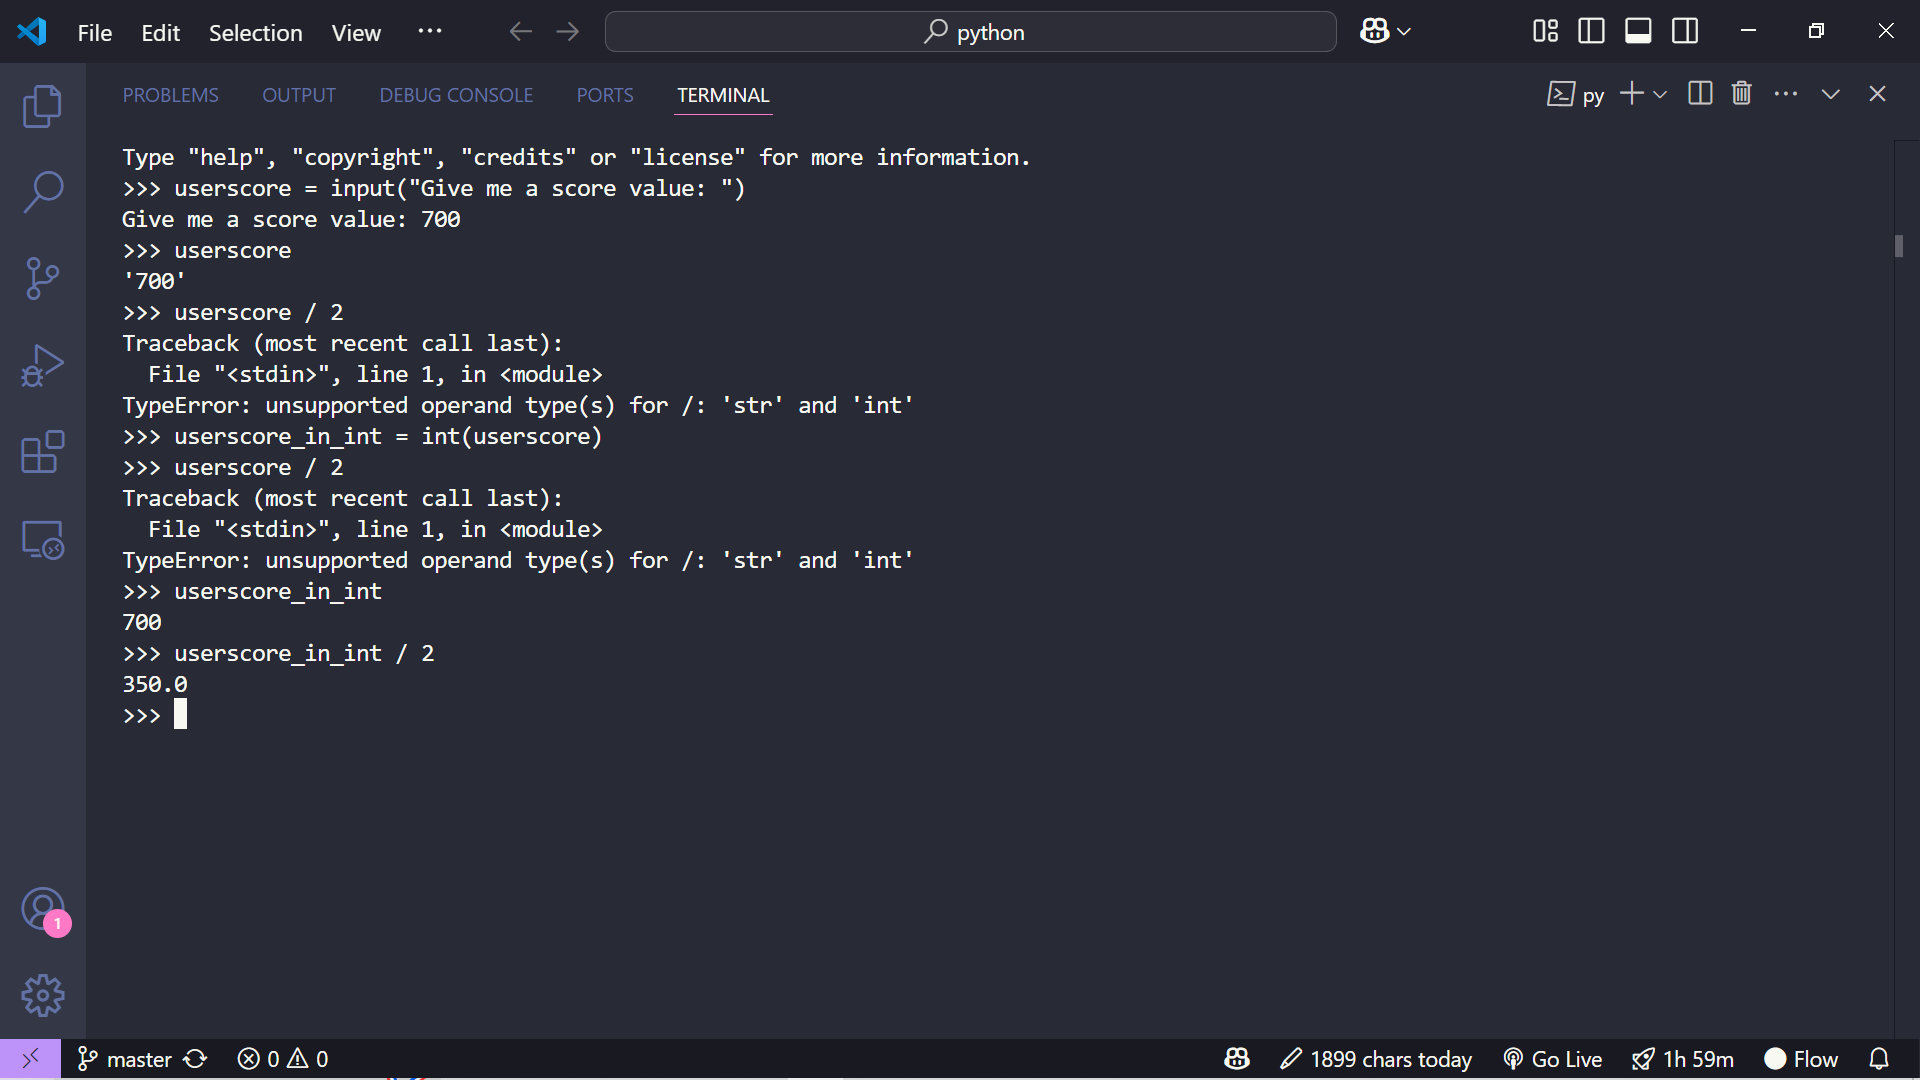 File Edit Selection View ··· python
PROBLEMS OUTPUT DEBUG CONSOLE PORTS TERMINAL py
Type "help", "copyright", "credits" or "license" for more information.
>>> userscore = input("Give me a score value: ")
Give me a score value: 700
>>> userscore
'700'
>>> userscore / 2
Traceback (most recent call last):
  File "<stdin>", line 1, in <module>
TypeError: unsupported operand type(s) for /: 'str' and 'int'
>>> userscore_in_int = int(userscore)
>>> userscore / 2
Traceback (most recent call last):
  File "<stdin>", line 1, in <module>
TypeError: unsupported operand type(s) for /: 'str' and 'int'
>>> userscore_in_int
700
>>> userscore_in_int / 2
350.0
>>>
1
master 0 0 1899 chars today Go Live 1h 59m Flow